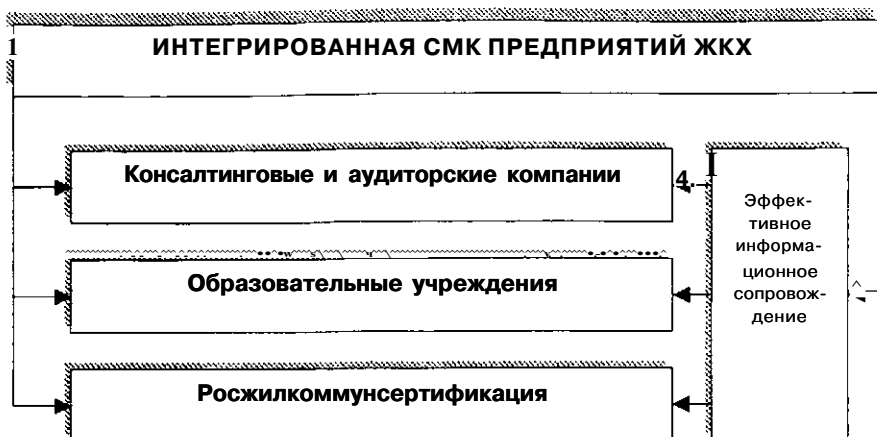 ИНТЕГРИРОВАННАЯ СМК ПРЕДПРИЯТИЙ ЖКХ
Консалтинговые и аудиторские компании
Образовательные учреждения
Росжилкоммунсертификация
Эффек-
тивное
информа-
ционное
сопровож-
дение